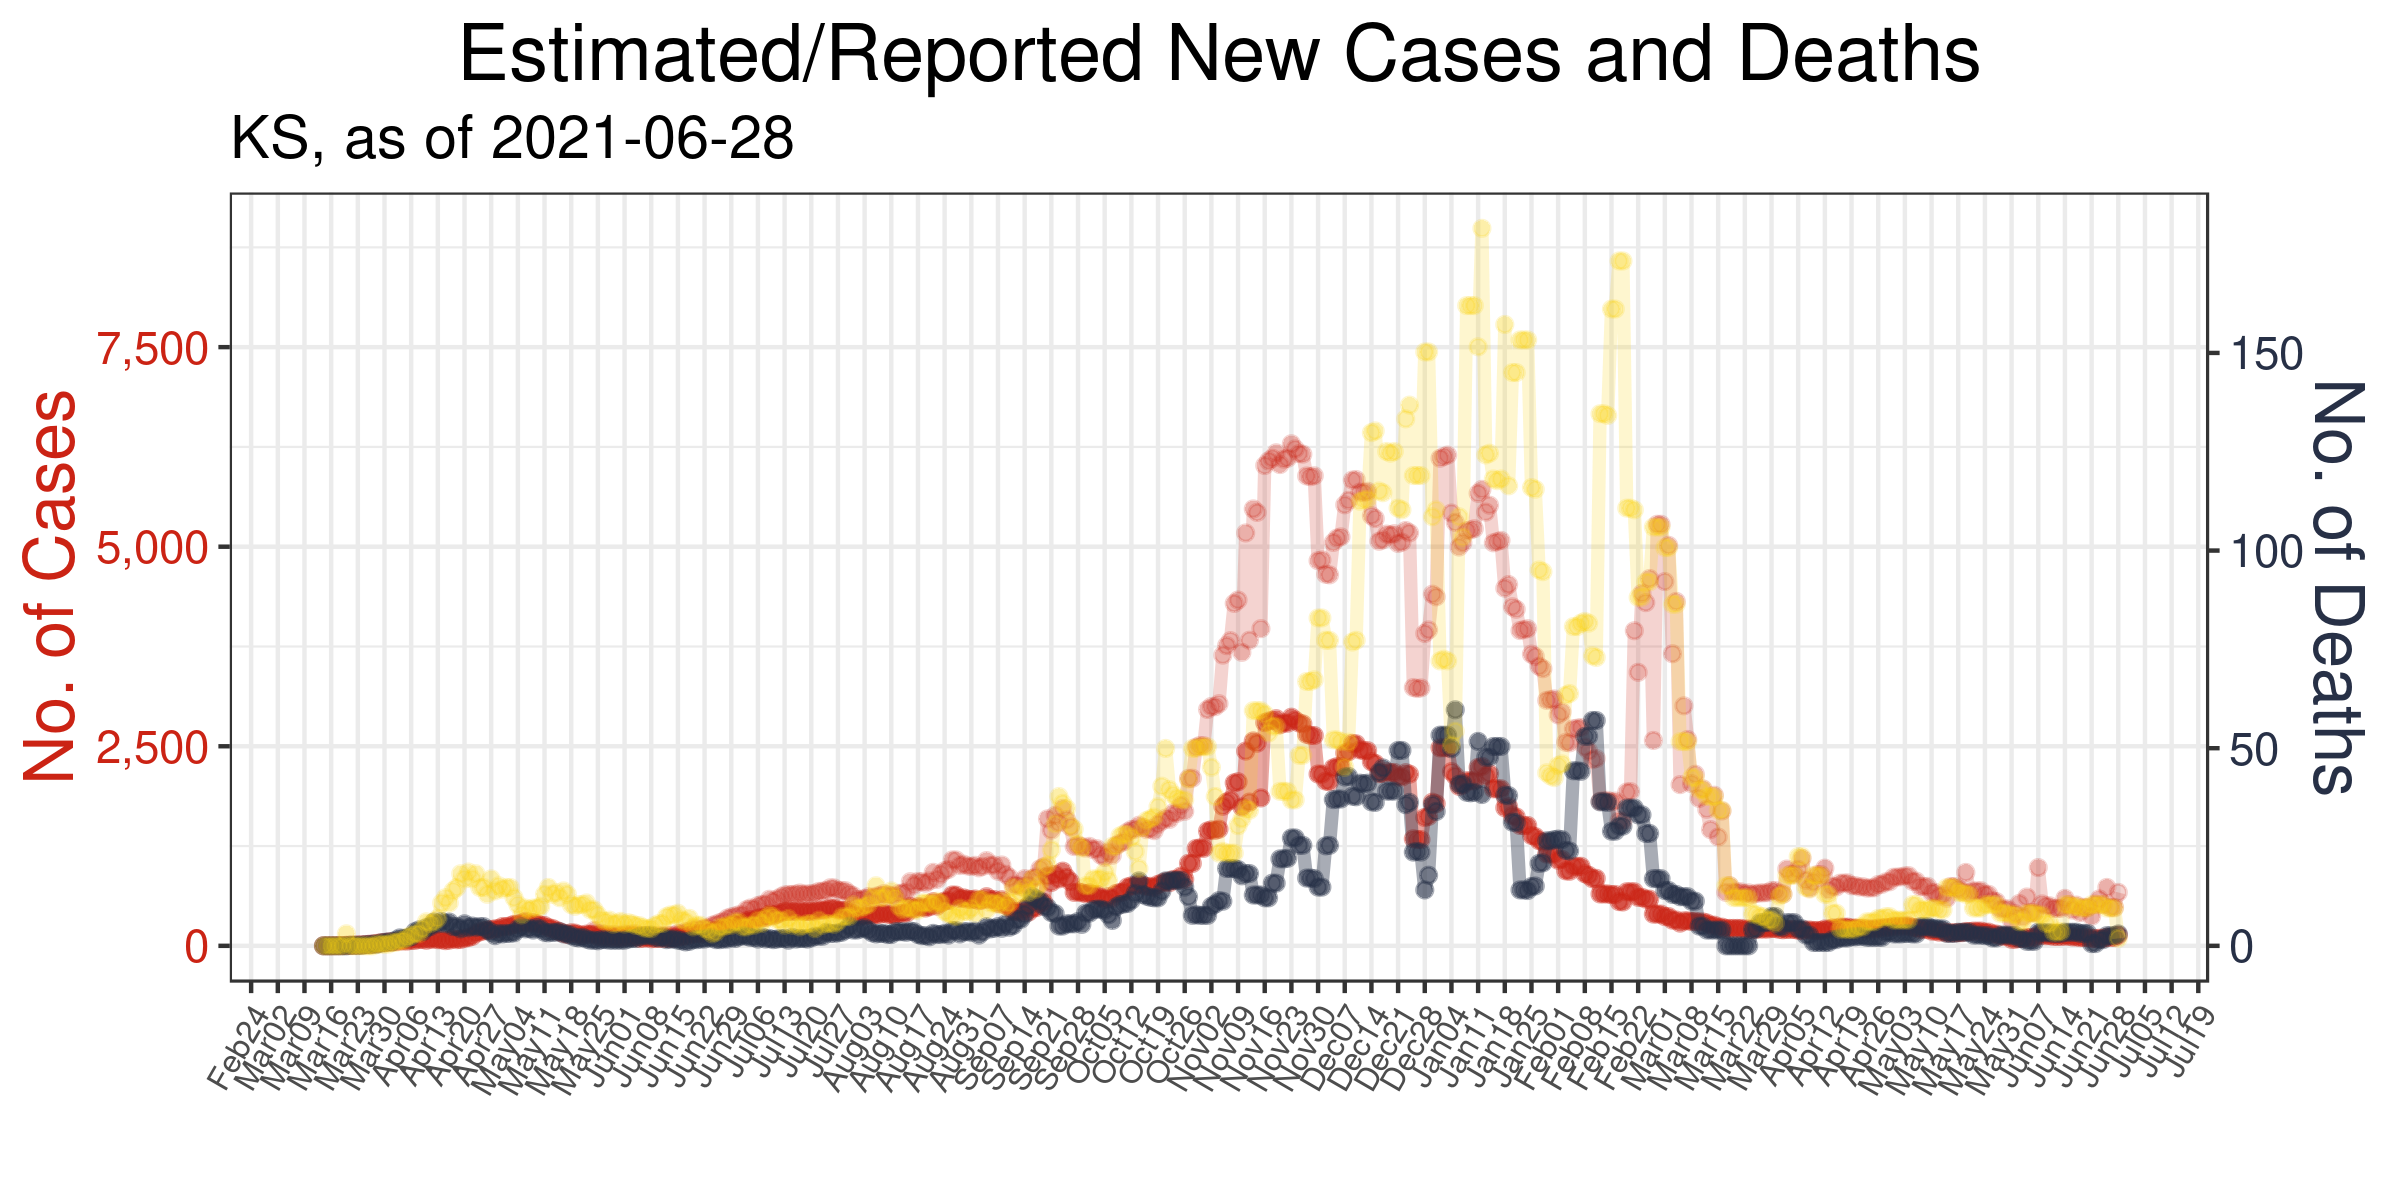 Estimated/Reported New Cases and Deaths
KS, as of 2021-06-28
No. of Cases
7,500
5,000
2,500
0
150
100
50
0
No. of Deaths
Feb24
Mar02
Mar09
Mar16
Mar23
Mar30
Apr06
Apr13
Apr20
Apr27
May04
May11
May18
May25
Jun01
Jun08
Jun15
Jun22
Jun29
Jul06
Jul13
Jul20
Jul27
Aug03
Aug10
Aug17
Aug24
Aug31
Sep07
Sep14
Sep21
Sep28
Oct05
Oct12
Oct19
Oct26
Nov02
Nov09
Nov16
Nov23
Nov30
Dec07
Dec14
Dec21
Dec28
Jan04
Jan11
Jan18
Jan25
Feb01
Feb08
Feb15
Feb22
Mar01
Mar08
Mar15
Mar22
Mar29
Apr05
Apr12
Apr19
Apr26
May03
May10
May17
May24
May31
Jun07
Jun14
Jun21
Jun28
Jul05
Jul12
Jul19